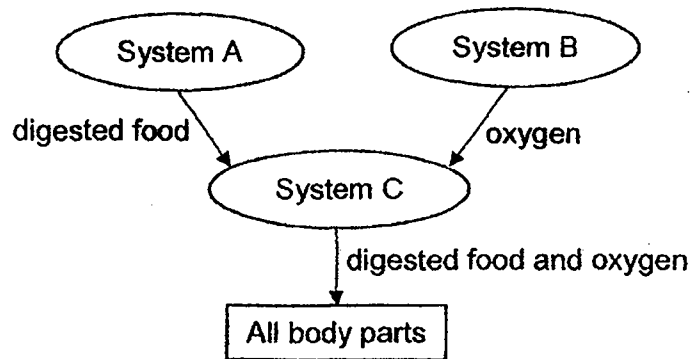 System A
System B
digested food
oxygen
System C
digested food and oxygen
All body parts